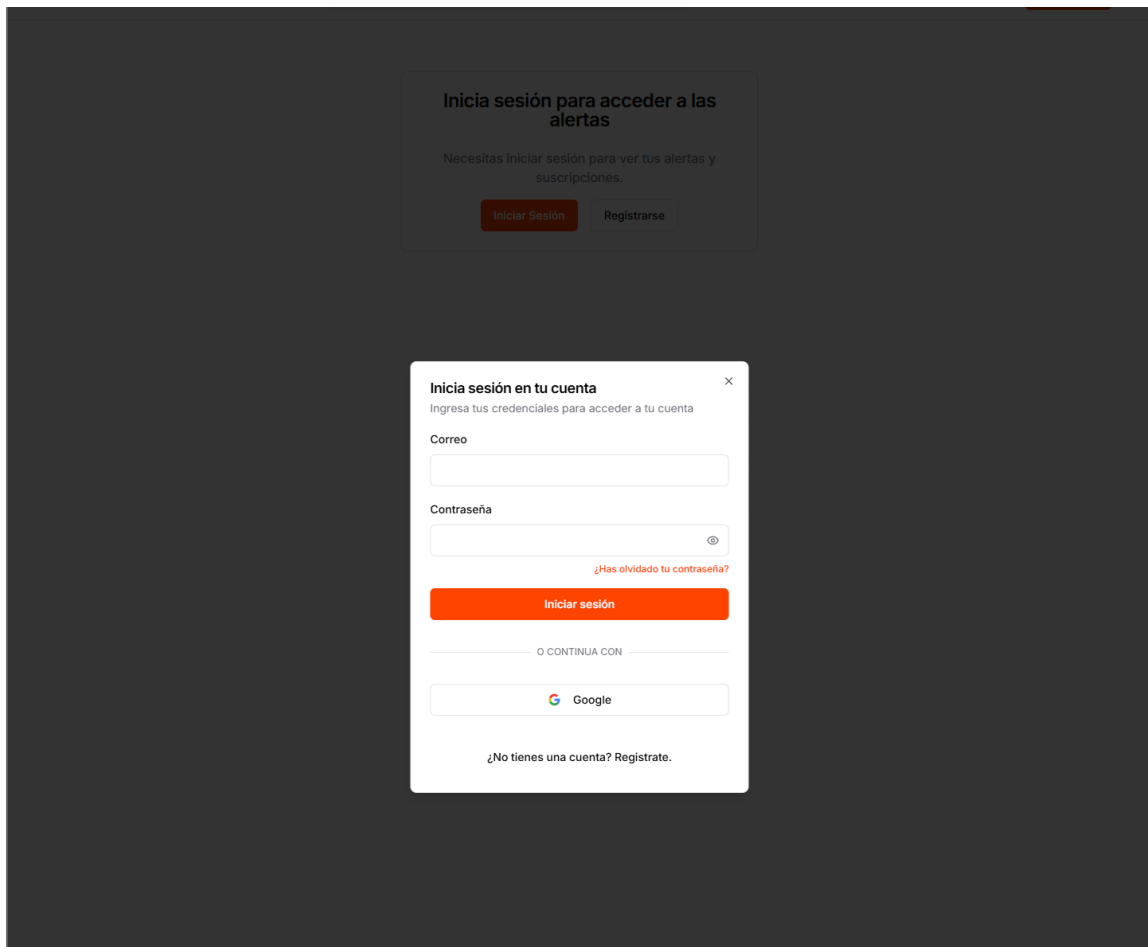 Inicia sesión para acceder a las
alertas
Necesitas iniciar sesión para ver tus alertas y
suscripciones.
Iniciar Sesión
Registrarse
Inicia sesión en tu cuenta
Ingresa tus credenciales para acceder a tu cuenta
Correo
Contraseña
¿Has olvidado tu contraseña?
Iniciar sesión
O CONTINUA CON
Google
¿No tienes una cuenta? Registrate.